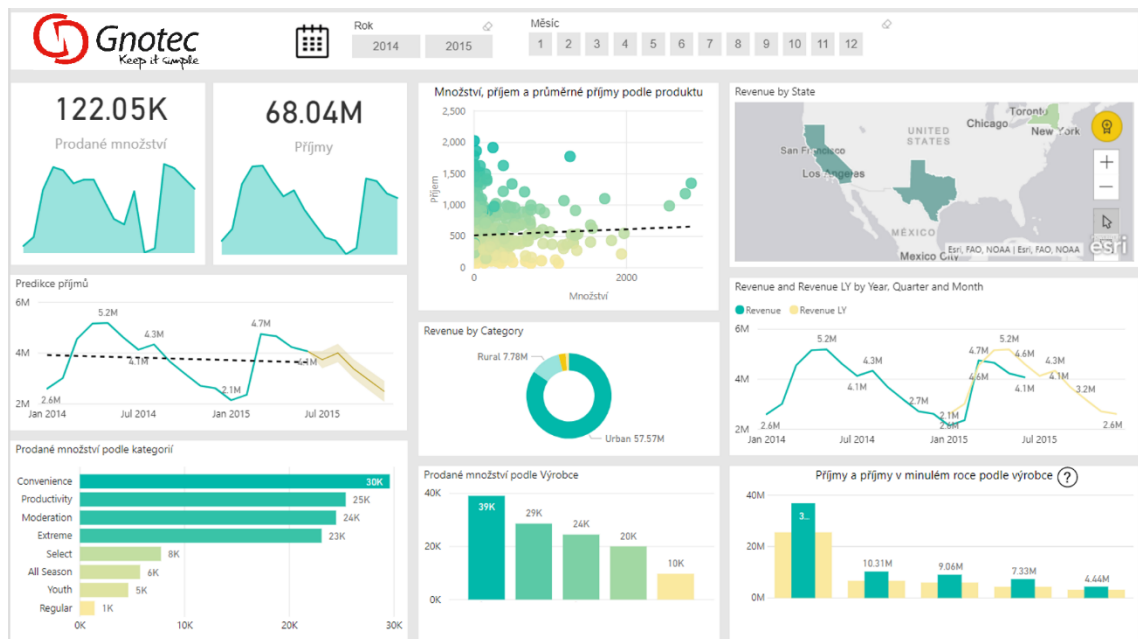 Gnotec
Keep it simple
Rok
2014 2015
Měsíc
1 2 3 4 5 6 7 8 9 10 11 12
122.05K
Prodané množství
68.04M
Příjmy
Množství, příjem a průměrné příjmy podle produktu
2,500
2,000
1,500
1,000
500
0
Příjem
0 2000
Množství
Revenue by State
Toronto
Chicago
New York
UNITED
STATES
San Francisco
Los Angeles
MÉXICO
Mexico City
Esri, FAO, NOAA | Esri, FAO, NOAA
esri
Predikce příjmů
6M
4M
2M
2.6M
5.2M
4.1M
4.3M
2.1M
4.7M
4.1M
Jan 2014 Jul 2014 Jan 2015 Jul 2015
Revenue by Category
Rural 7.78M
Urban 57.57M
Revenue and Revenue LY by Year, Quarter and Month
Revenue Revenue LY
6M
4M
2M
2.6M
5.2M
4.1M
4.3M
2.7M
2.1M
2.6M
4.7M
4.6M
5.2M
4.6M
4.1M
4.3M
4.1M
3.2M
2.6M
Jan 2014 Jul 2014 Jan 2015 Jul 2015
Prodané množství podle kategorií
Convenience 30K
Productivity 25K
Moderation 24K
Extreme 23K
Select 8K
All Season 6K
Youth 5K
Regular 1K
0K 10K 20K 30K
Prodané množství podle Výrobce
40K
20K
0K
39K
29K
24K
20K
10K
Příjmy a příjmy v minulém roce podle výrobce ?
40M
20M
0M
3...
10.31M
9.06M
7.33M
4.44M